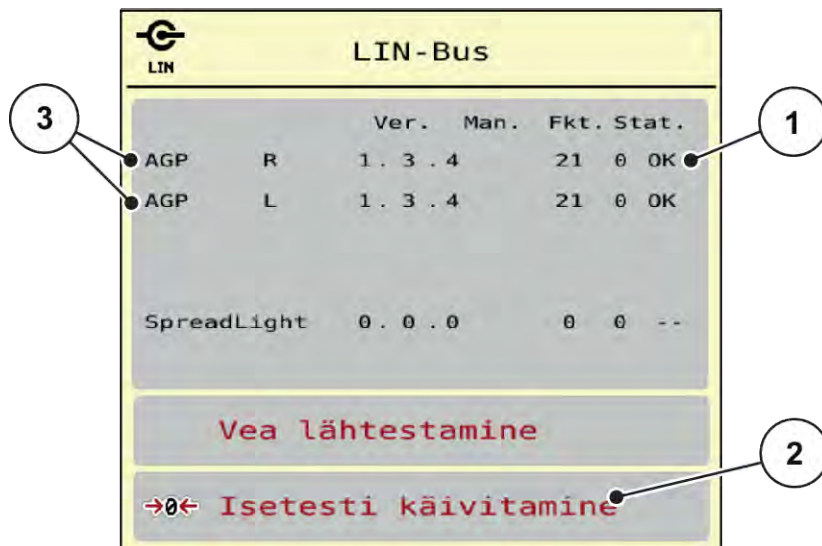 LIN
LIN-Bus
Ver. Man. Fkt. Stat.
AGP R 1.3.4 21 0 OK
AGP L 1.3.4 21 0 OK
SpreadLight 0.0.0 0 0 --
Vea lähtestamine
→0← Isetesti käivitamine
3
1
2